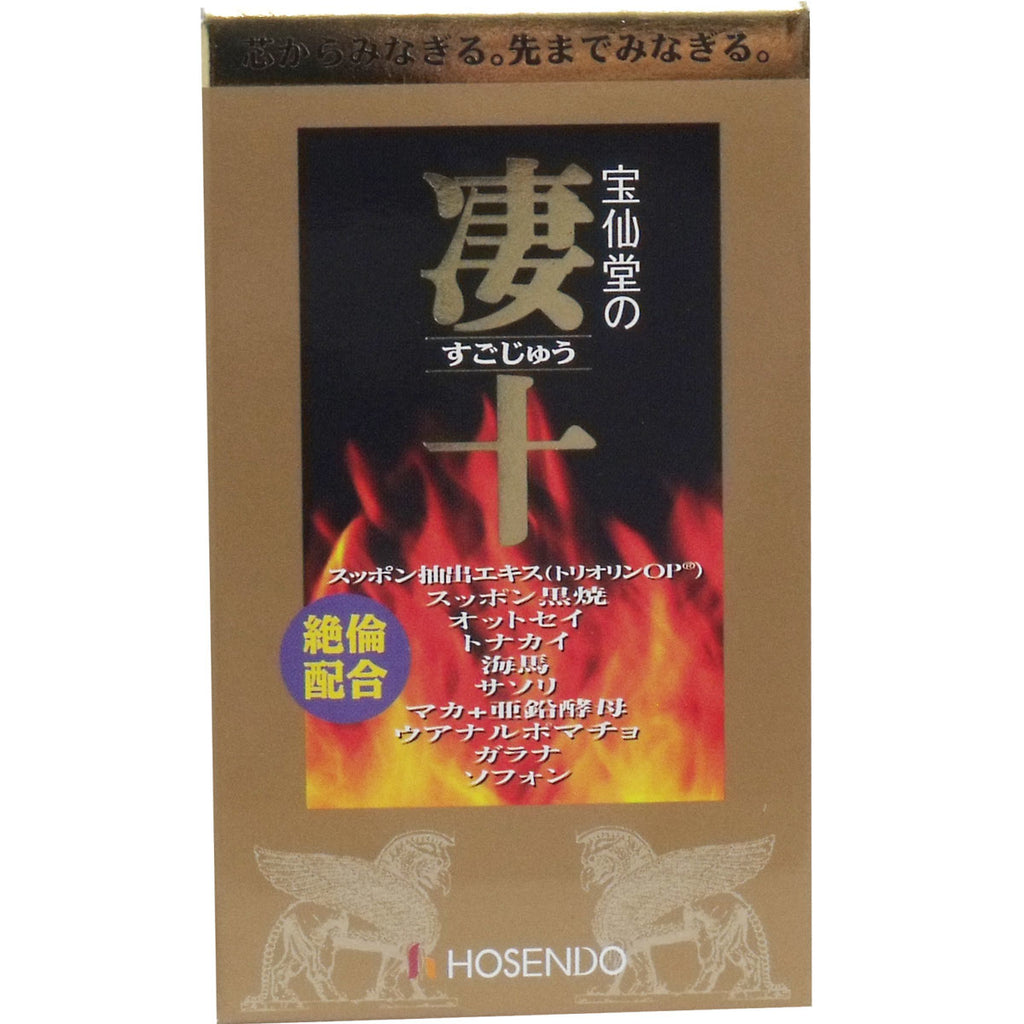 芯からみなぎる。先までみなぎる。
宝仙堂の
凄十
すごじゅう
スッポン抽出エキス(トリオリンOP®)
スッポン黒焼
オットセイ
トナカイ
海馬
サソリ
マカ+亜鉛酵母
ウアナルポマチョ
ガラナ
ソフォン
絶倫
配合
HOSENDO